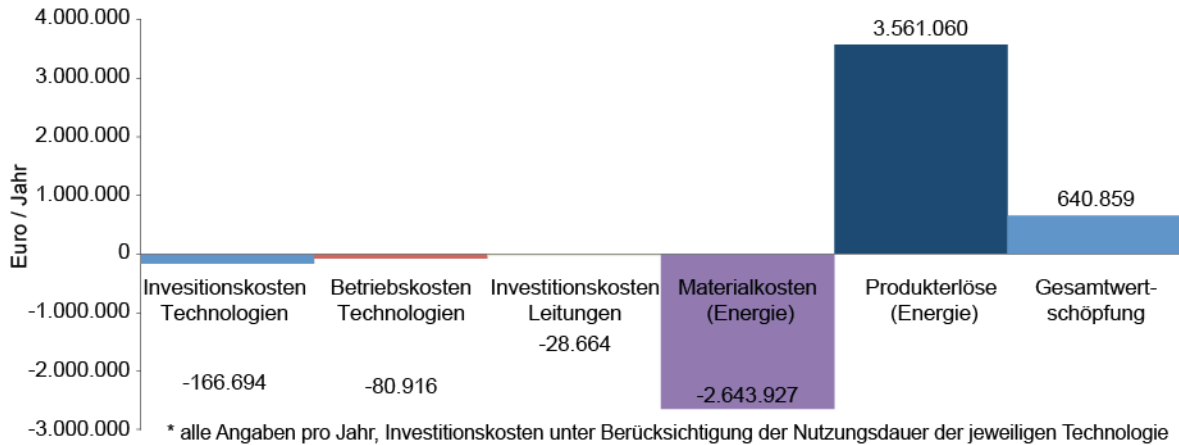 4.000.000
3.000.000
2.000.000
1.000.000
0
-1.000.000
-2.000.000
-3.000.000
Euro / Jahr
3.561.060
640.859
Invesitionskosten
Technologien
-166.694
Betriebskosten
Technologien
-80.916
Investitionskosten
Leitungen
-28.664
Materialkosten
(Energie)
-2.643.927
Produkterlöse
(Energie)
Gesamtwert-
schöpfung
* alle Angaben pro Jahr, Investitionskosten unter Berücksichtigung der Nutzungsdauer der jeweiligen Technologie